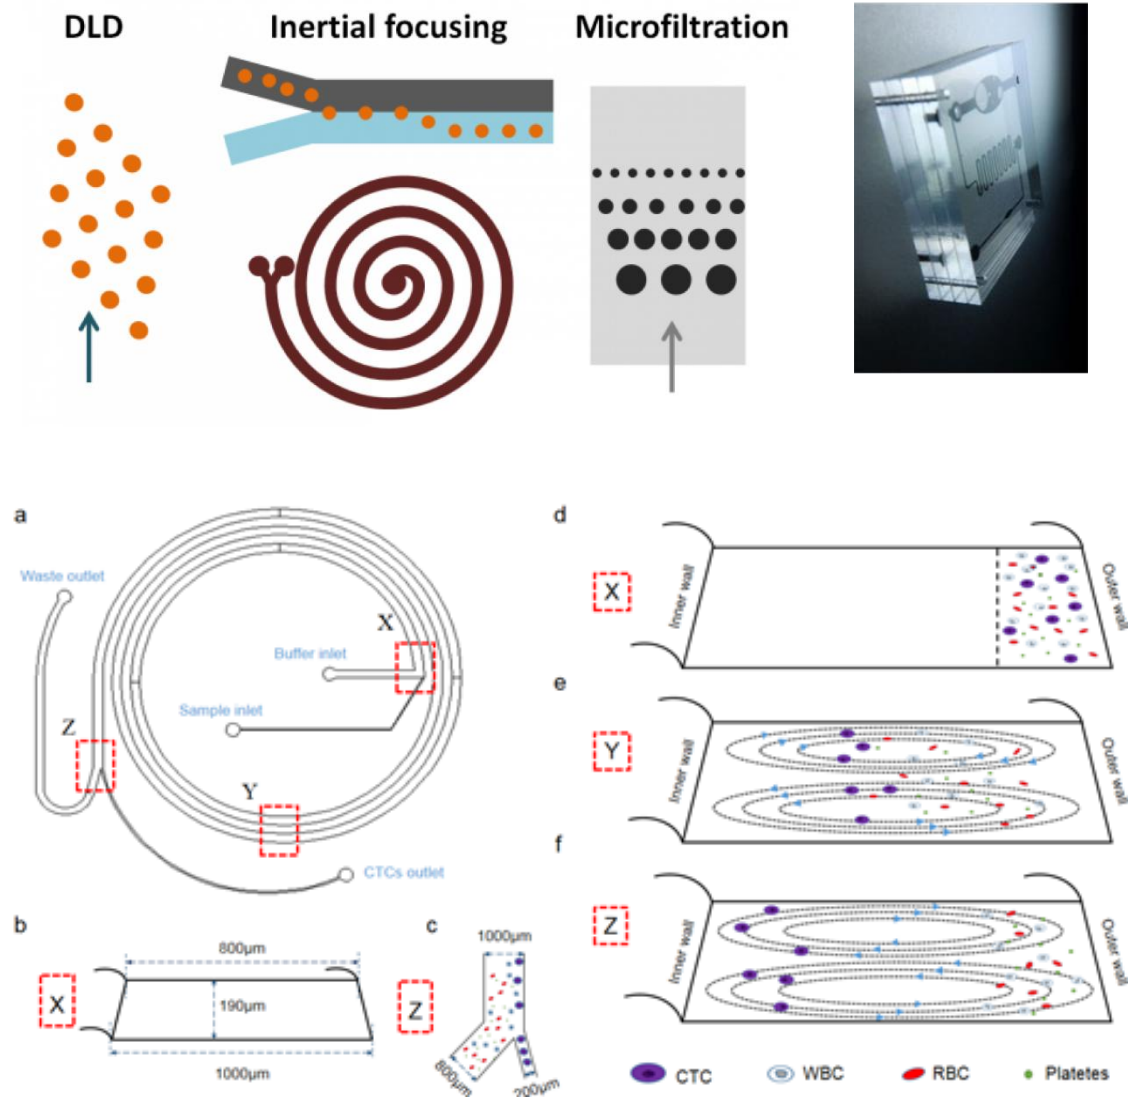 DLD
Inertial focusing
Microfiltration
a
Waste outlet
X
Buffer inlet
Sample inlet
Z
Y
CTCs outlet
b
800μm
X
190μm
1000μm
c
1000μm
Z
800μm
200μm
d
X
Inner wall
Outer wall
e
Y
Inner wall
Outer wall
f
Z
Inner wall
Outer wall
CTC
WBC
RBC
Platetes